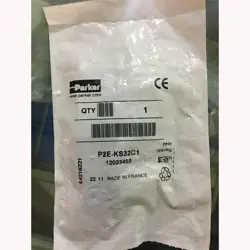 Parker
www.parker.com
CE
QTY 1
P2E-KS32C1
12023403
22 11 MADE IN FRANCE